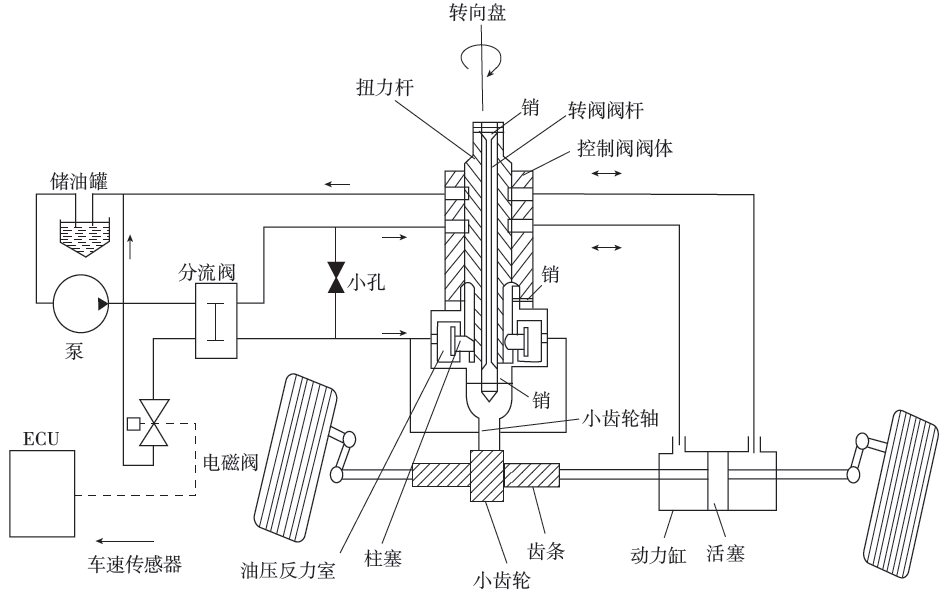 转向盘
扭力杆
销
转阀阀杆
控制阀阀体
储油罐
分流阀
小孔
销
泵
销
小齿轮轴
ECU
电磁阀
车速传感器
油压反力室
柱塞
小齿轮
齿条
动力缸
活塞